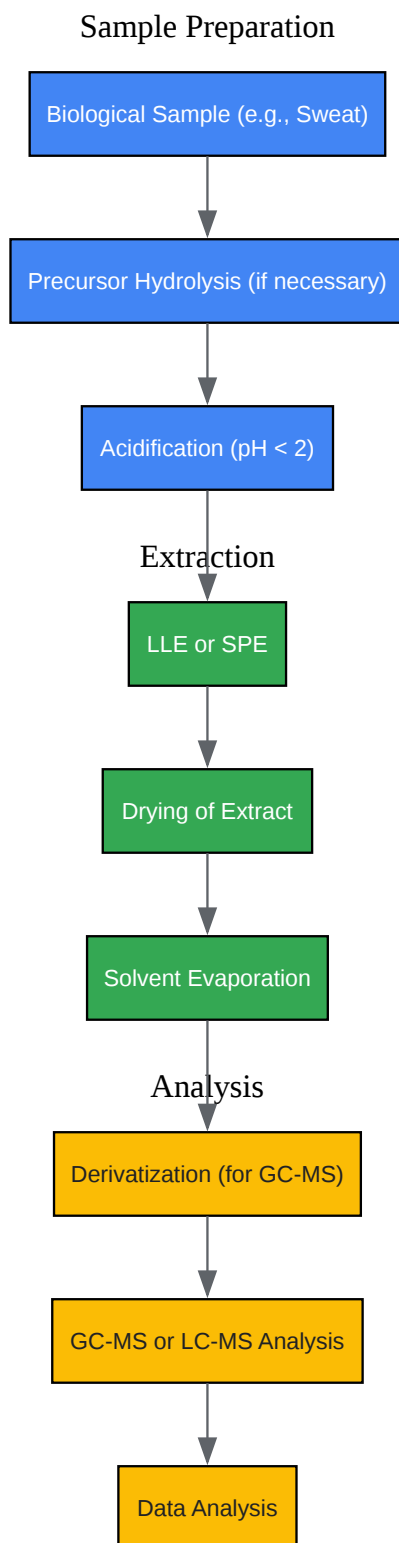 Sample Preparation
Biological Sample (e.g., Sweat)
Precursor Hydrolysis (if necessary)
Acidification (pH < 2)
Extraction
LLE or SPE
Drying of Extract
Solvent Evaporation
Analysis
Derivatization (for GC-MS)
GC-MS or LC-MS Analysis
Data Analysis